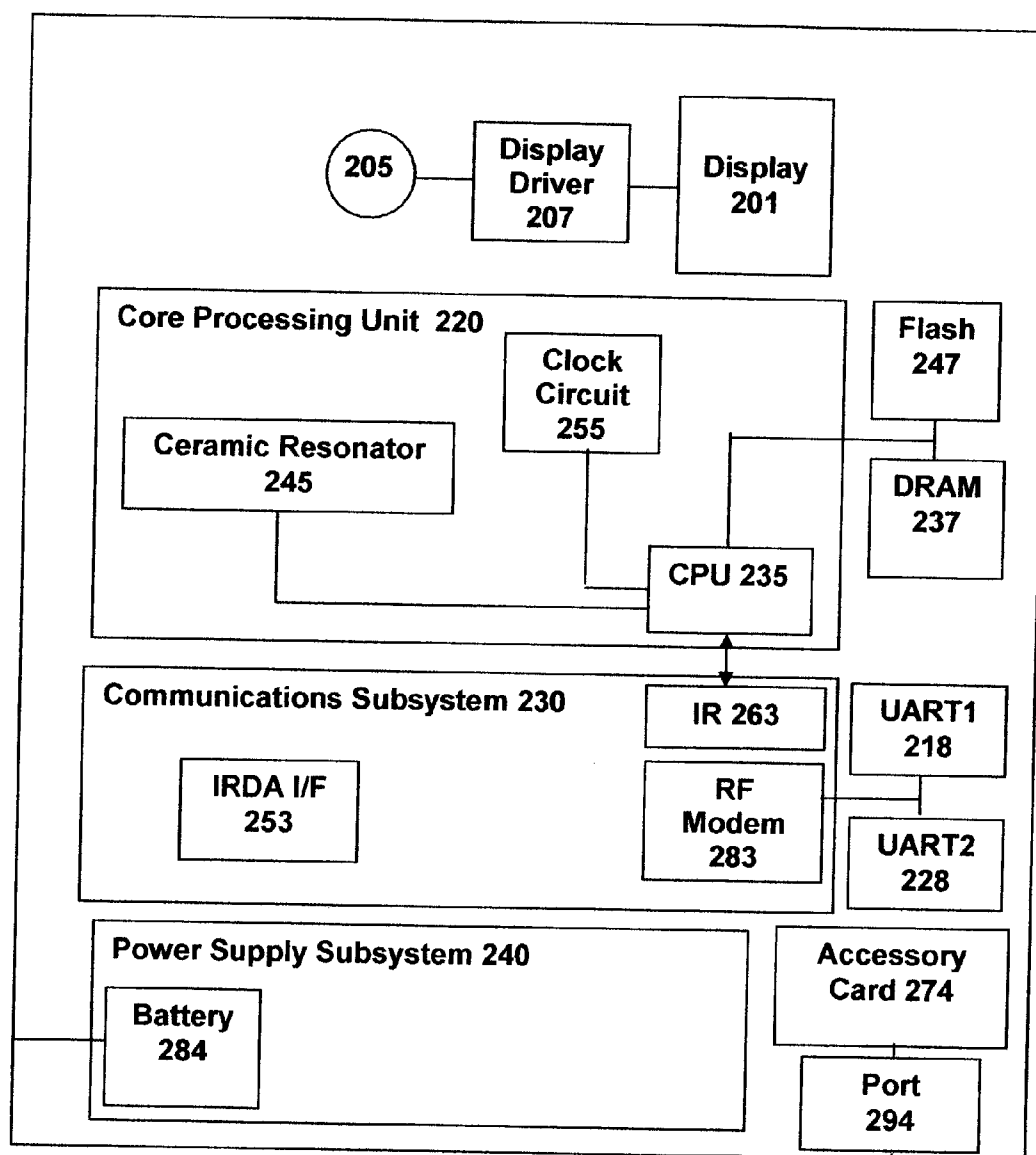 205
Display
Driver
207
Display
201
Core Processing Unit 220
Clock
Circuit
255
Flash
247
Ceramic Resonator
245
DRAM
237
CPU 235
Communications Subsystem 230
IR 263
UART1
218
IRDA I/F
253
RF
Modem
283
UART2
228
Power Supply Subsystem 240
Accessory
Card 274
Battery
284
Port
294